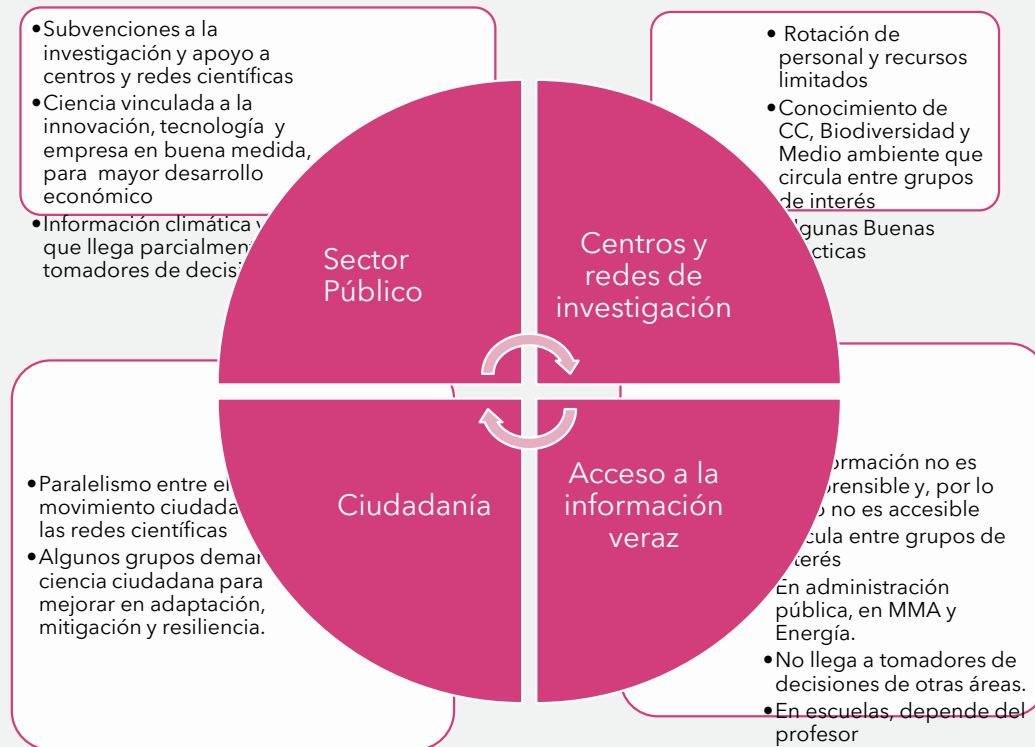 •Subvenciones a la
investigación y apoyo a
centros y redes científicas
•Ciencia vinculada a la
innovación, tecnología y
empresa en buena medida,
para mayor desarrollo
económico
•Información climática
que llega
tomadores de
• Rotación de
personal y recursos
limitados
•Conocimiento de
CC, Biodiversidad y
Medio ambiente que
circula entre grupos
de interés
Buenas
Sector
Público
Centros y
redes de
investigación
Ciudadanía
Acceso a la
información
veraz
•Paralelismo entre el
movimiento
las redes científicas
•Algunos grupos
ciencia ciudadana para
mejorar en adaptación,
mitigación y resiliencia.
no es
y, por lo
no es accesible
entre grupos de
En administración
pública, en MMA y
Energía.
•No llega a tomadores de
decisiones de otras áreas.
•En escuelas, depende del
profesor